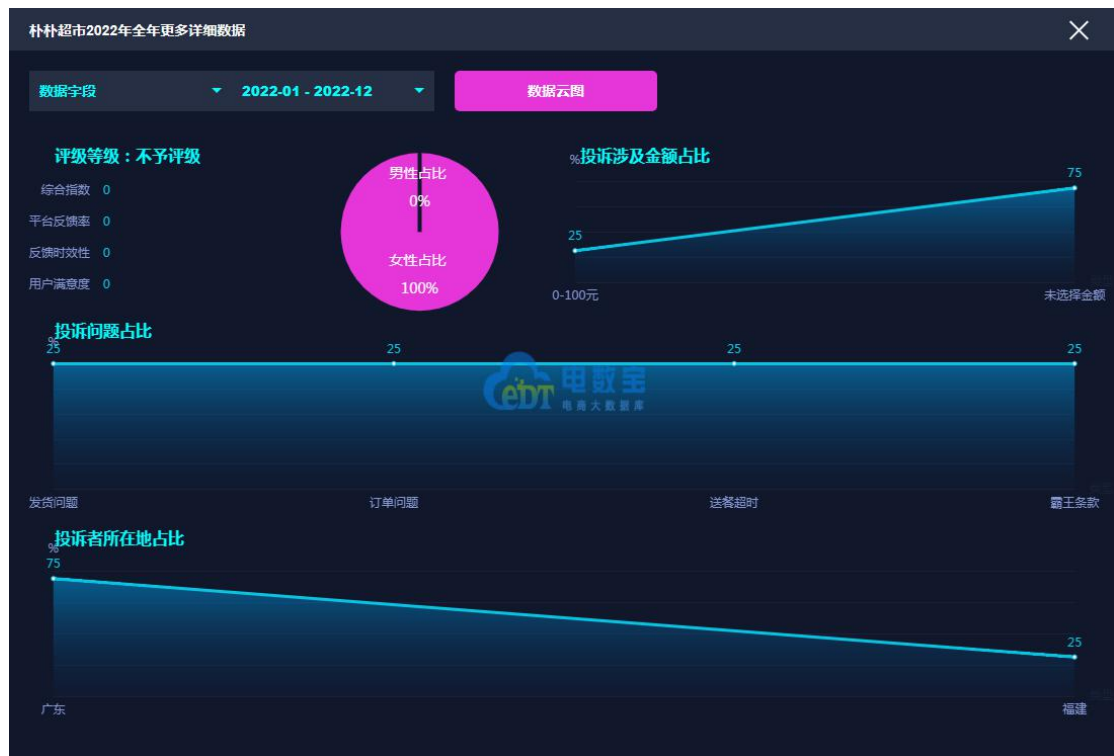 朴朴超市2022年全年更多详细数据
数据字段
2022-01 - 2022-12
数据云图
评级等级：不予评级
综合指数 0
平台反馈率 0
反馈时效性 0
用户满意度 0
男性占比
0%
女性占比
100%
%
投诉涉及金额占比
25
75
0-100元
未选择金额
投诉问题占比
%
25
25
25
25
eDT 电数宝
电商大数据库
发货问题
订单问题
送餐超时
霸王条款
投诉者所在地占比
%
75
25
广东
福建